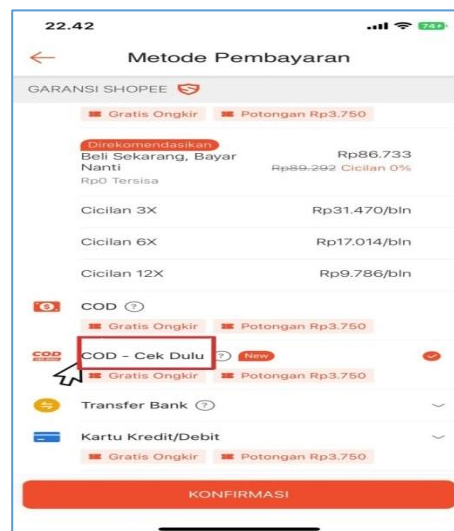 22.42
74
Metode Pembayaran
GARANSI SHOPEE
Gratis Ongkir Potongan Rp3.750
Direkomendasikan
Beli Sekarang, Bayar Nanti Rp86.733
Rp89.292 Cicilan 0%
Rp0 Tersisa
Cicilan 3X Rp31.470/bln
Cicilan 6X Rp17.014/bln
Cicilan 12X Rp9.786/bln
COD ?
Gratis Ongkir Potongan Rp3.750
COD
COD - Cek Dulu ? New
Gratis Ongkir Potongan Rp3.750
Transfer Bank ?
Kartu Kredit/Debit
Gratis Ongkir Potongan Rp3.750
KONFIRMASI